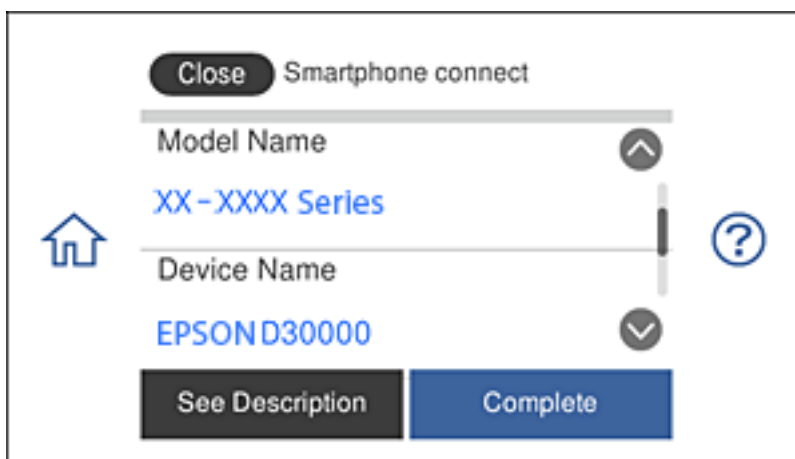 Close Smartphone connect
Model Name
XX-XXXX Series
Device Name
EPSON D30000
See Description Complete
?